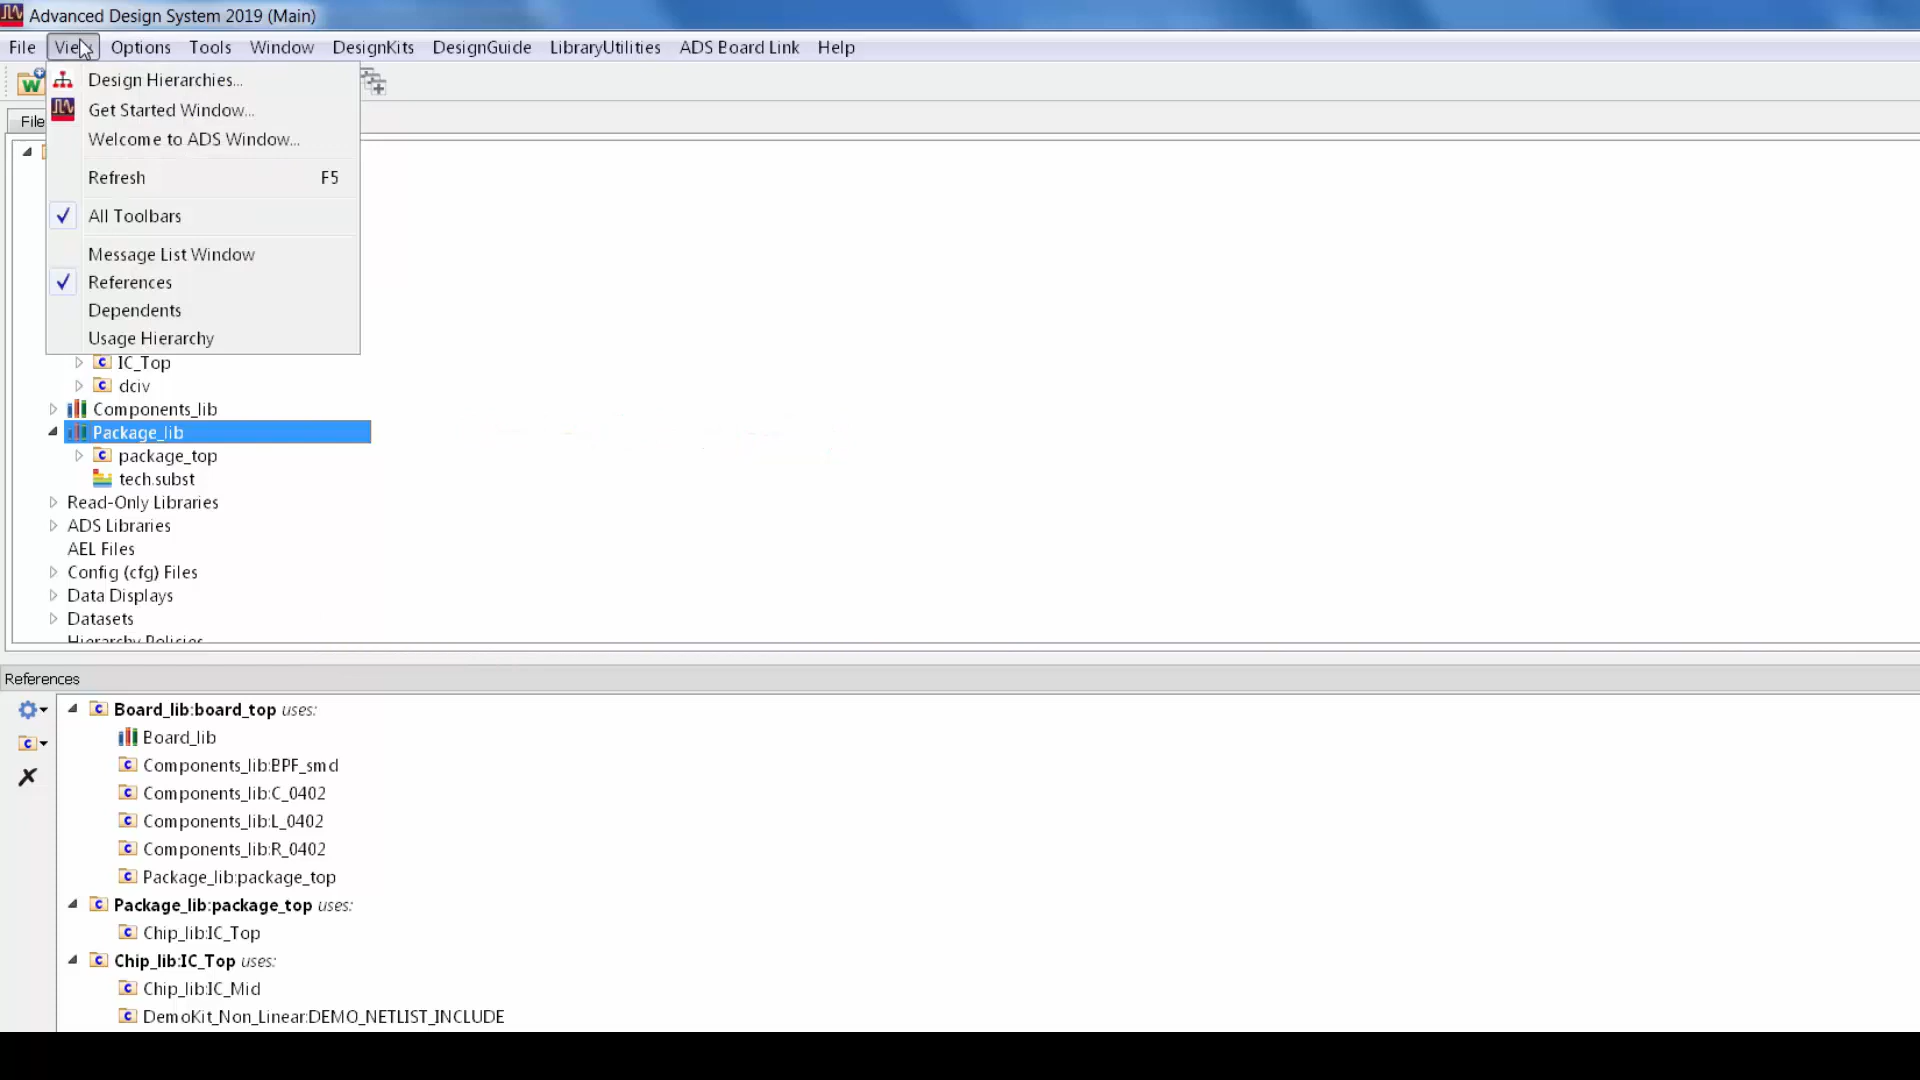 Advanced Design System 2019 (Main)
File View Options Tools Window DesignKits DesignGuide LibraryUtilities ADS Board Link Help
Design Hierarchies...
Get Started Window...
File
Welcome to ADS Window...
Refresh F5
All Toolbars
Message List Window
References
Dependents
Usage Hierarchy
IC_Top
dciv
Components_lib
Package_lib
package_top
tech.subst
Read-Only Libraries
ADS Libraries
AEL Files
Config (cfg) Files
Data Displays
Datasets
Hierarchy Policies
References
Board_lib:board_top uses:
Board_lib
Components_lib:BPF_smd
Components_lib:C_0402
Components_lib:L_0402
Components_lib:R_0402
Package_lib:package_top
Package_lib:package_top uses:
Chip_lib:IC_Top
Chip_lib:IC_Top uses:
Chip_lib:IC_Mid
DemoKit_Non_Linear:DEMO_NETLIST_INCLUDE